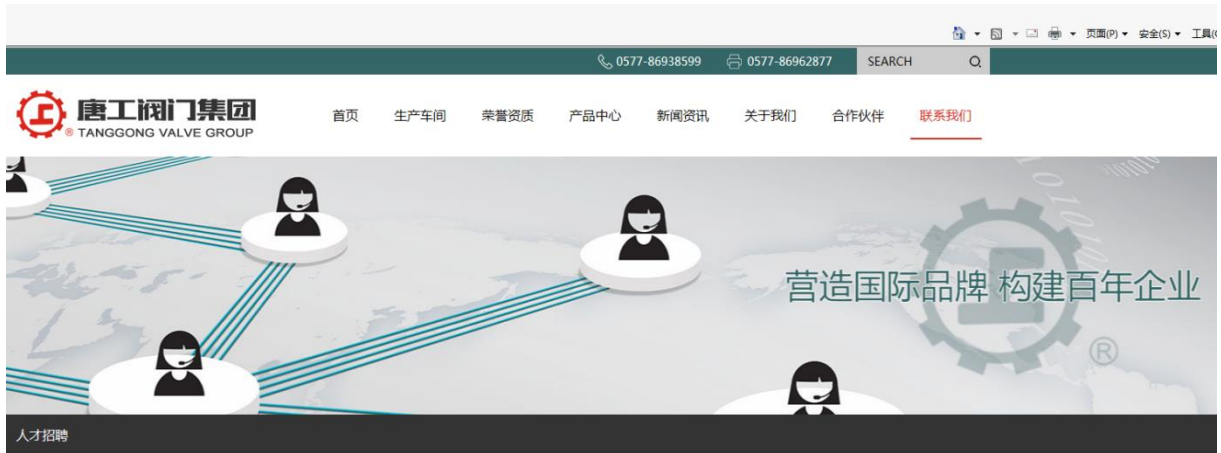 页面(P) 安全(S) 工具(
0577-86938599 0577-86962877 SEARCH
唐工阀门集团
® TANGGONG VALVE GROUP
首页 生产车间 荣誉资质 产品中心 新闻资讯 关于我们 合作伙伴 联系我们
营造国际品牌 构建百年企业
®
人才招聘